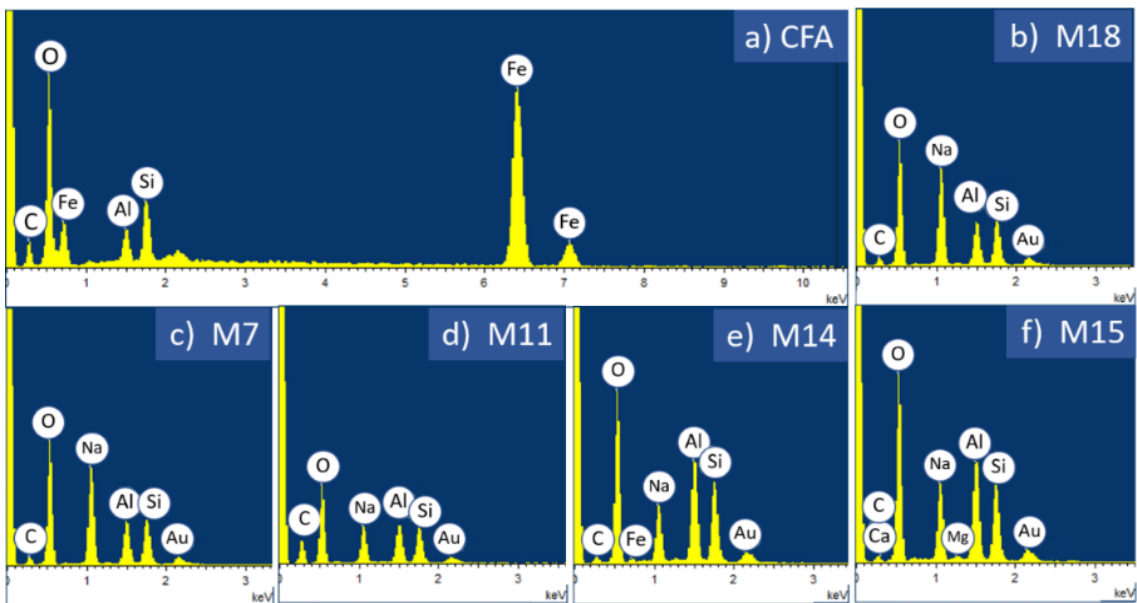 a) CFA
O
Fe
Si
Fe
Al
C
Fe
0 1 2 3 4 5 6 7 8 9 10
keV
b) M18
O
Na
Al
Si
C
Au
0 1 2 3
keV
c) M7
O
Na
Al
Si
C
Au
0 1 2 3
keV
d) M11
O
Na
Al
Si
C
Au
0 1 2 3
keV
e) M14
O
Al
Si
Na
C
Fe
Au
0 1 2 3
keV
f) M15
O
Al
Na
Si
C
Ca
Mg
Au
0 1 2 3
keV